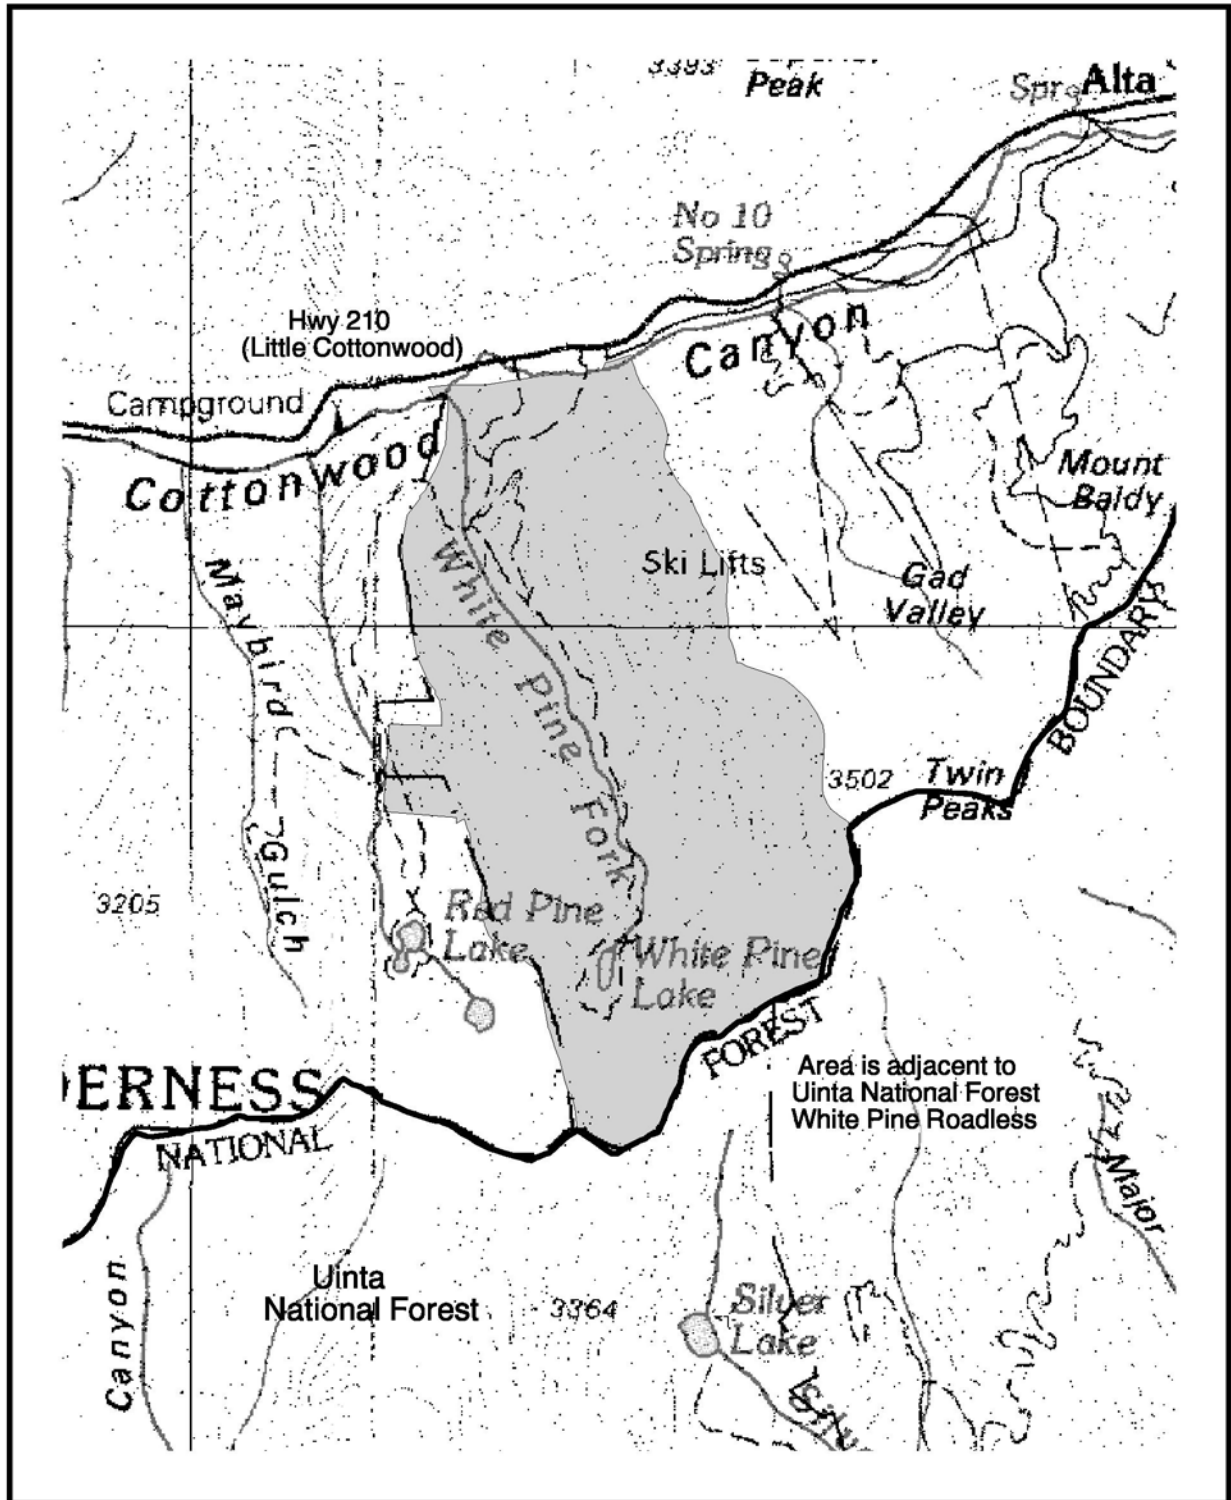 3393
Peak
Spr
Alta
No 10
Spring
Hwy 210
(Little Cottonwood)
Canyon
Campground
Cottonwood
Mount
Baldy
Ski Lifts
Gad
Valley
Maybird
Gulch
White Pine Fork
BOUNDARY
3502
Twin
Peaks
3205
Red Pine
Lake
White Pine
Lake
FOREST
Area is adjacent to
Uinta National Forest
White Pine Roadless
ERNESS
NATIONAL
Major
Canyon
Uinta
National Forest
3364
Silver
Lake